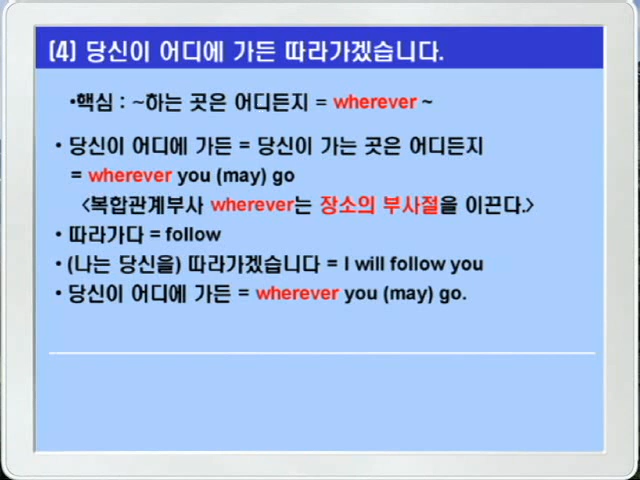 (4) 당신이 어디에 가든 따라가겠습니다.
•핵심 : ~하는 곳은 어디든지 = wherever ~
• 당신이 어디에 가든 = 당신이 가는 곳은 어디든지
= wherever you (may) go
<복합관계부사 wherever는 장소의 부사절을 이끈다.>
• 따라가다 = follow
• (나는 당신을) 따라가겠습니다 = I will follow you
• 당신이 어디에 가든 = wherever you (may) go.